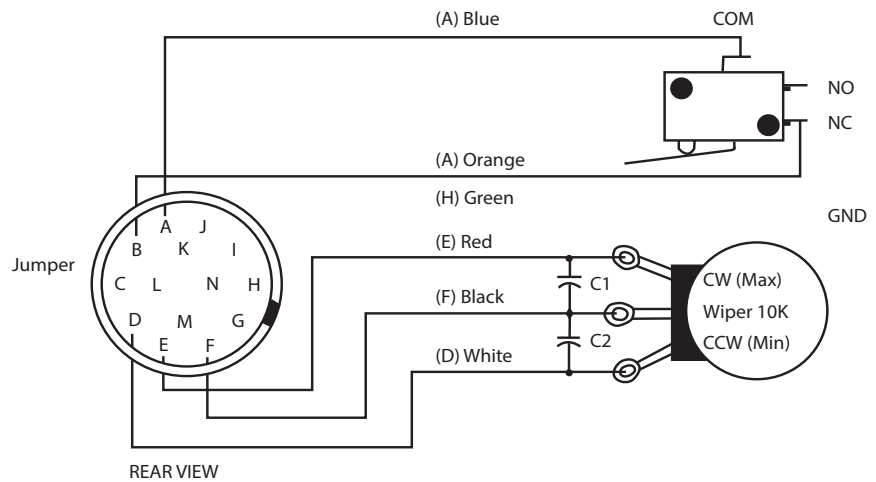 (A) Blue
COM
NO
NC
(A) Orange
(H) Green
GND
(E) Red
Jumper
A
J
B
K
I
C
L
N
H
D
M
G
E
F
C1
CW (Max)
(F) Black
Wiper 10K
C2
CCW (Min)
(D) White
REAR VIEW